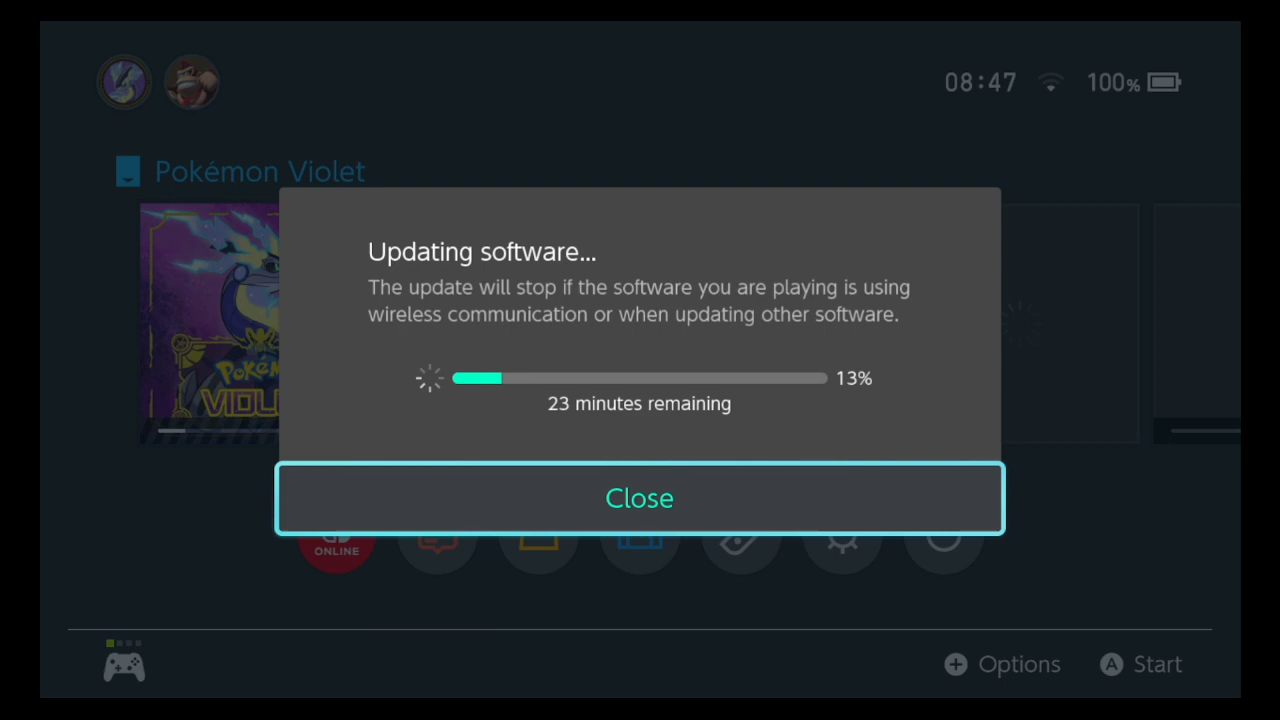 08:47 100%
Pokémon Violet
Updating software...
The update will stop if the software you are playing is using
wireless communication or when updating other software.
13%
23 minutes remaining
Close
ONLINE
Options Start